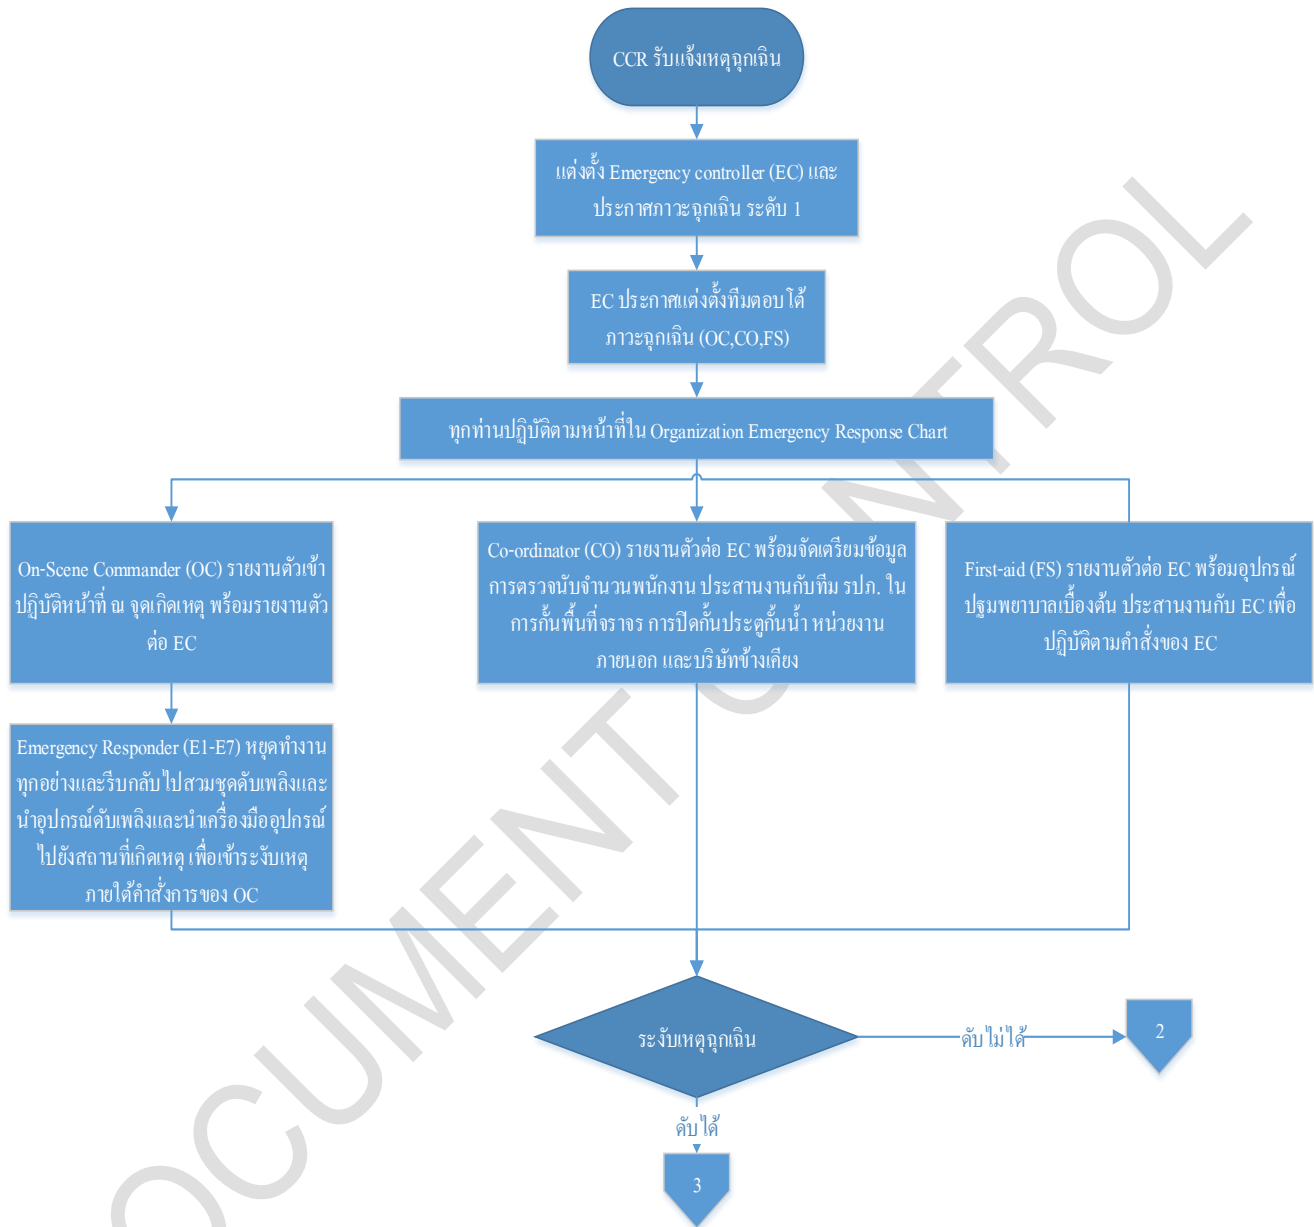 CCR รับแจ้งเหตุฉุกเฉิน
แต่งตั้ง Emergency controller (EC) และ
ประกาศภาวะฉุกเฉิน ระดับ 1
EC ประกาศแต่งตั้งทีมตอบโต้
ภาวะฉุกเฉิน (OC,CO,FS)
ทุกท่านปฏิบัติตามหน้าที่ใน Organization Emergency Response Chart
On-Scene Commander (OC) รายงานตัวเข้า
ปฏิบัติหน้าที่ ณ จุดเกิดเหตุ พร้อมรายงานตัว
ต่อ EC
Co-ordinator (CO) รายงานตัวต่อ EC พร้อมจัดเตรียมข้อมูล
การตรวจนับจำนวนพนักงาน ประสานงานกับทีม รปภ. ใน
การกั้นพื้นที่จราจร การปิดกั้นประตูกั้นน้ำ หน่วยงาน
ภายนอก และบริษัทข้างเคียง
First-aid (FS) รายงานตัวต่อ EC พร้อมอุปกรณ์
ปฐมพยาบาลเบื้องต้น ประสานงานกับ EC เพื่อ
ปฏิบัติตามคำสั่งของ EC
Emergency Responder (E1-E7) หยุดทำงาน
ทุกอย่างและรีบกลับไปสวมชุดดับเพลิงและ
นำอุปกรณ์ดับเพลิงและนำเครื่องมืออุปกรณ์
ไปยังสถานที่เกิดเหตุ เพื่อเข้าระงับเหตุ
ภายใต้คำสั่งการของ OC
ระงับเหตุฉุกเฉิน
ดับไม่ได้
2
ดับได้
3